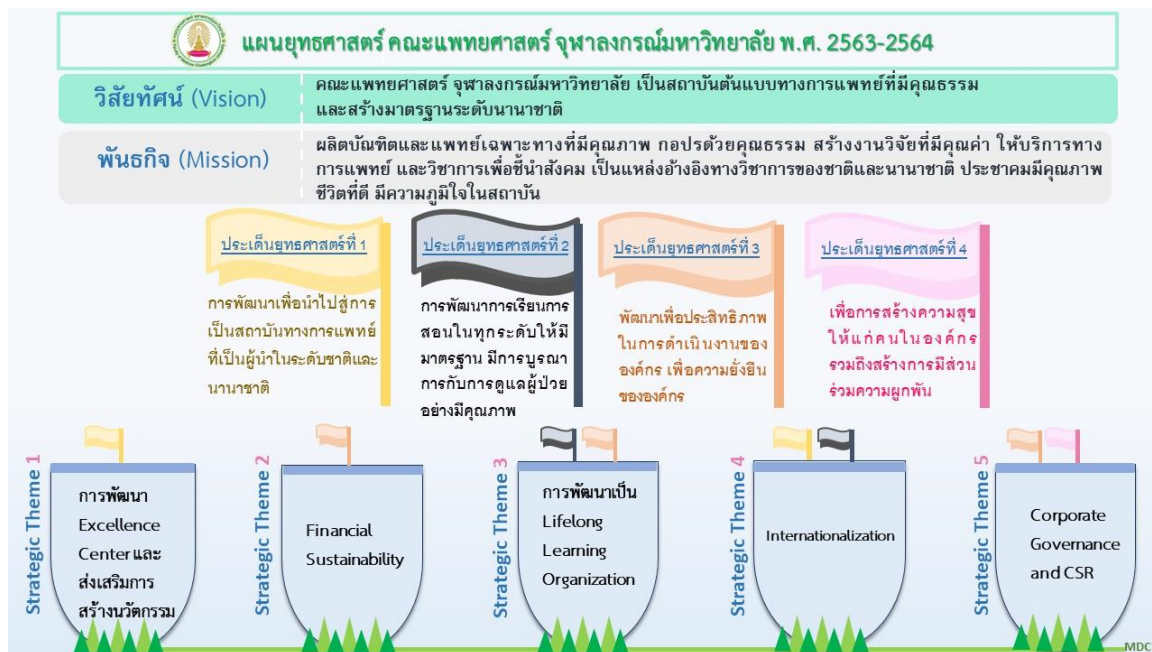 แผนยุทธศาสตร์ คณะแพทยศาสตร์ จุฬาลงกรณ์มหาวิทยาลัย พ.ศ. 2563-2564
วิสัยทัศน์ (Vision)
คณะแพทยศาสตร์ จุฬาลงกรณ์มหาวิทยาลัย เป็นสถาบันต้นแบบทางการแพทย์ที่มีคุณธรรม
และสร้างมาตรฐานระดับนานาชาติ
พันธกิจ (Mission)
ผลิตบัณฑิตและแพทย์เฉพาะทางที่มีคุณภาพ กอปรด้วยคุณธรรม สร้างงานวิจัยที่มีคุณค่า ให้บริการทาง
การแพทย์ และวิชาการเพื่อชี้นำสังคม เป็นแหล่งอ้างอิงทางวิชาการของชาติและนานาชาติ ประชาคมมีคุณภาพ
ชีวิตที่ดี มีความภูมิใจในสถาบัน
ประเด็นยุทธศาสตร์ที่ 1
การพัฒนาเพื่อนำไปสู่การ
เป็นสถาบันทางการแพทย์
ที่เป็นผู้นำในระดับชาติและ
นานาชาติ
ประเด็นยุทธศาสตร์ที่ 2
การพัฒนาการเรียนการ
สอนในทุกระดับให้มี
มาตรฐาน มีการบูรณา
การกับการดูแลผู้ป่วย
อย่างมีคุณภาพ
ประเด็นยุทธศาสตร์ที่ 3
พัฒนาเพื่อประสิทธิภาพ
ในการดำเนินงานของ
องค์กร เพื่อความยั่งยืน
ขององค์กร
ประเด็นยุทธศาสตร์ที่ 4
เพื่อการสร้างความสุข
ให้แก่คนในองค์กร
รวมถึงสร้างการมีส่วน
ร่วมความผูกพัน
Strategic Theme 1
การพัฒนา
Excellence
Center และ
ส่งเสริมการ
สร้างนวัตกรรม
Strategic Theme 2
Financial
Sustainability
Strategic Theme 3
การพัฒนาเป็น
Lifelong
Learning
Organization
Strategic Theme 4
Internationalization
Strategic Theme 5
Corporate
Governance
and CSR
MDC